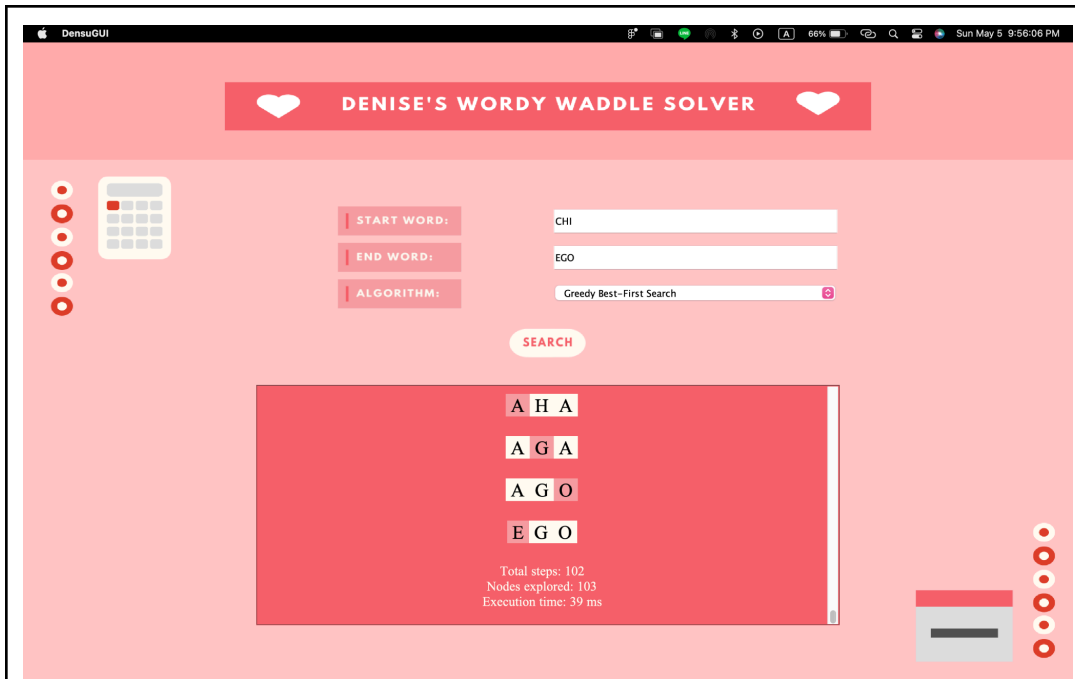 DensuGUI
A 66% Sun May 5 9:56:06 PM
DENISE'S WORDY WADDLE SOLVER
START WORD: CHI
END WORD: EGO
ALGORITHM: Greedy Best-First Search
SEARCH
A H A
A G A
A G O
E G O
Total steps: 102
Nodes explored: 103
Execution time: 39 ms